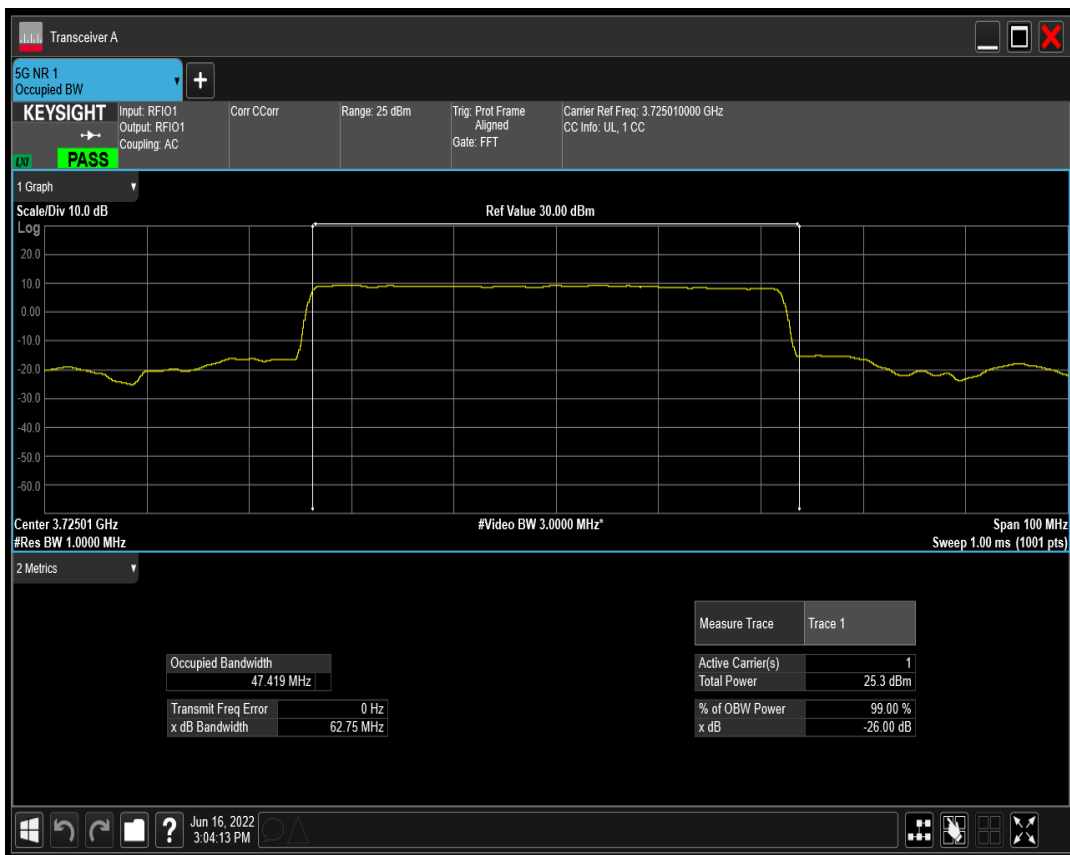 Transceiver A
5G NR 1
Occupied BW
+
KEYSIGHT
LXI
PASS
Input: RFIO1
Output: RFIO1
Coupling: AC
Corr CCorr
Range: 25 dBm
Trig: Prot Frame
Aligned
Gate: FFT
Carrier Ref Freq: 3.725010000 GHz
CC Info: UL, 1 CC
1 Graph
Scale/Div 10.0 dB
Ref Value 30.00 dBm
Log
20.0
10.0
0.00
-10.0
-20.0
-30.0
-40.0
-50.0
-60.0
Center 3.72501 GHz
#Video BW 3.0000 MHz*
Span 100 MHz
#Res BW 1.0000 MHz
Sweep 1.00 ms (1001 pts)
2 Metrics
Measure Trace Trace 1
Occupied Bandwidth
47.419 MHz
Active Carrier(s) 1
Total Power 25.3 dBm
Transmit Freq Error 0 Hz
x dB Bandwidth 62.75 MHz
% of OBW Power 99.00 %
x dB -26.00 dB
?
Jun 16, 2022
3:04:13 PM